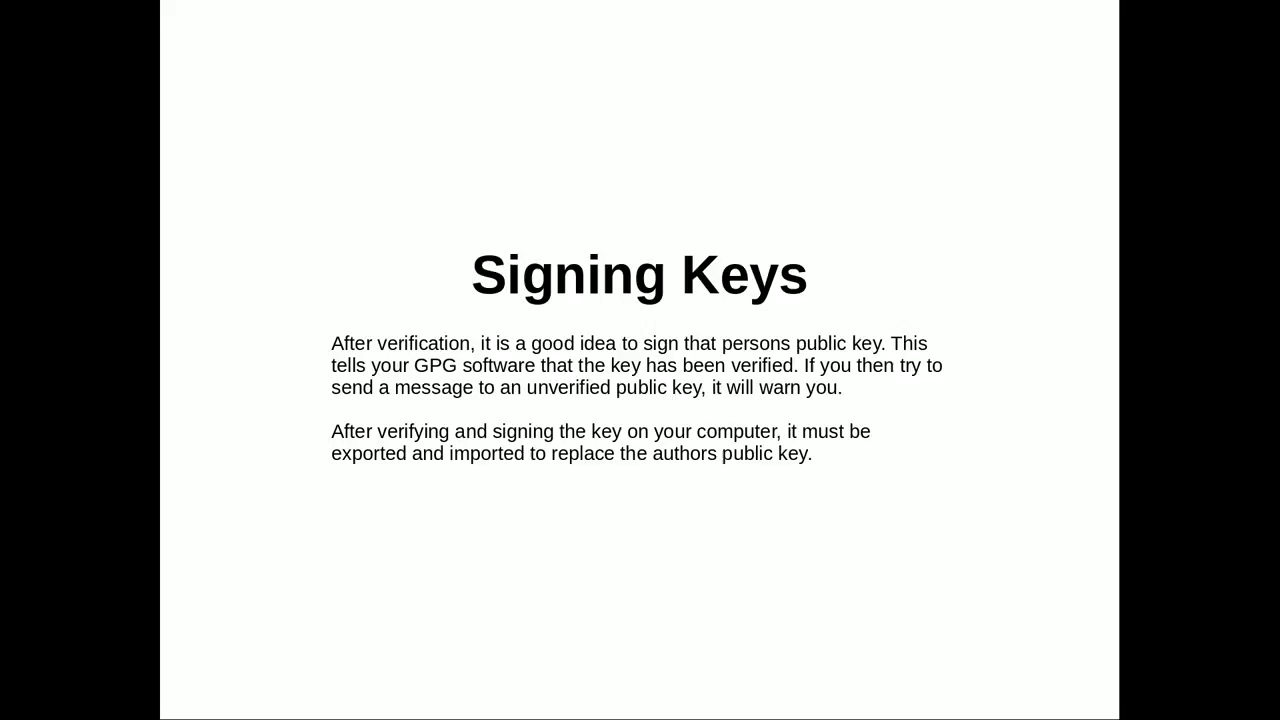 Signing Keys
After verification, it is a good idea to sign that persons public key. This
tells your GPG software that the key has been verified. If you then try to
send a message to an unverified public key, it will warn you.
After verifying and signing the key on your computer, it must be
exported and imported to replace the authors public key.